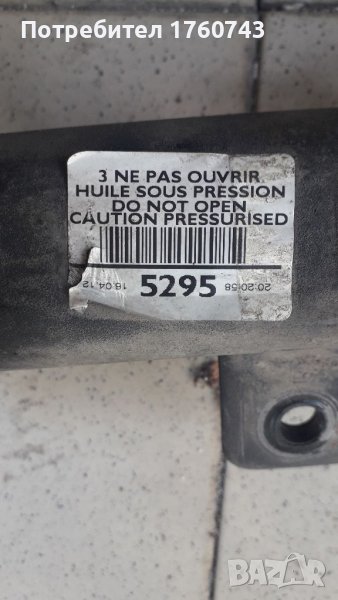 Потребител 1760743
3 NE PAS OUVRIR
HUILE SOUS PRESSION
DO NOT OPEN
CAUTION PRESSURISED
18.04.12 5295 20:20:58
BAZAR